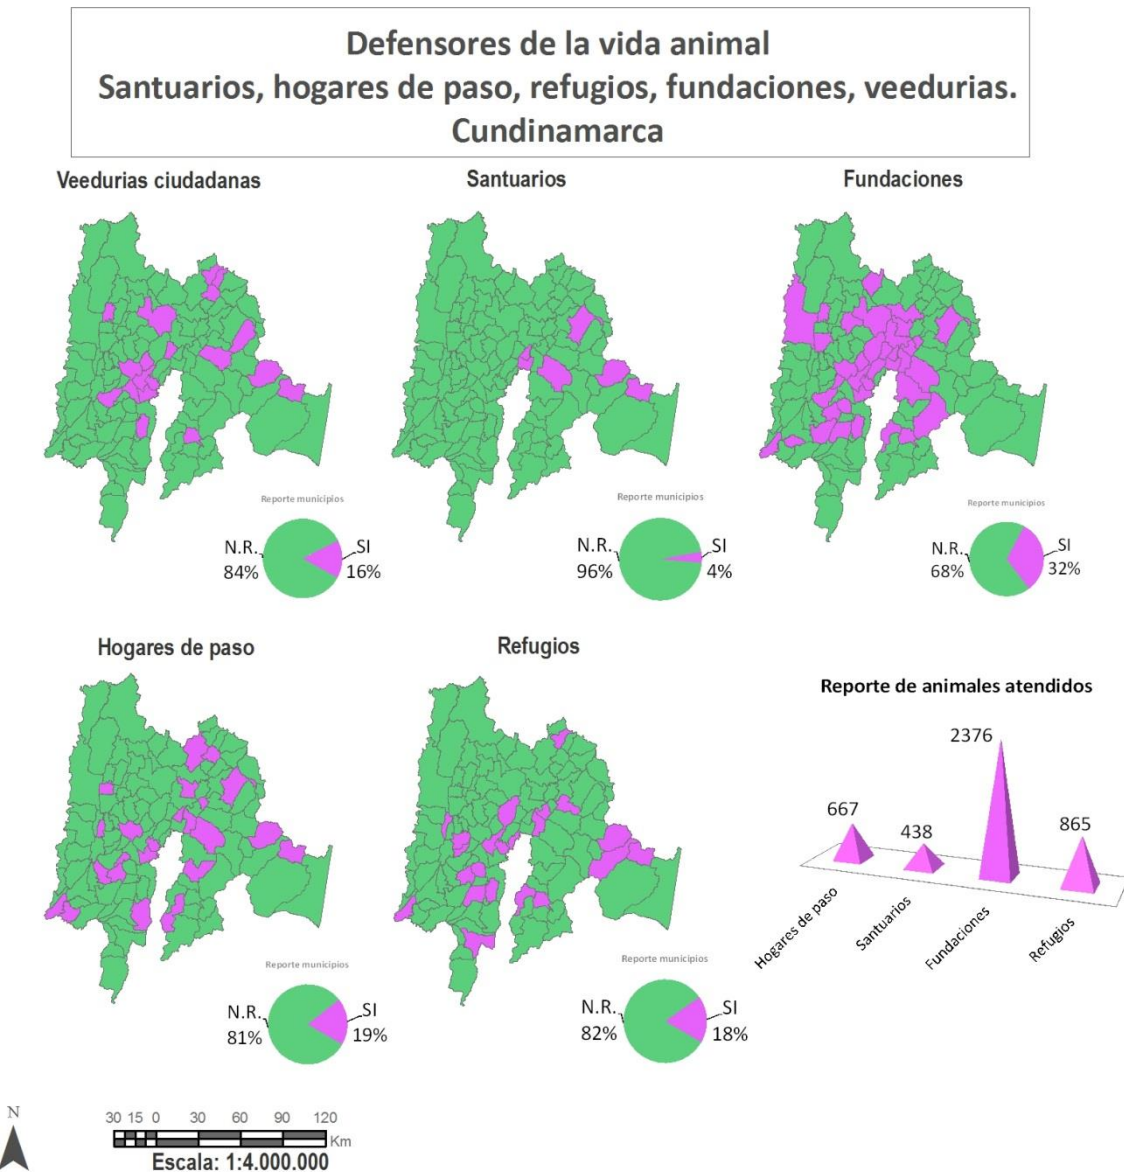 Defensores de la vida animal
Santuarios, hogares de paso, refugios, fundaciones, veedurias.
Cundinamarca
Veedurias ciudadanas
Santuarios
Fundaciones
Reporte municipios
N.R.
84%
SI
16%
Reporte municipios
N.R.
96%
SI
4%
Reporte municipios
N.R.
68%
SI
32%
Hogares de paso
Refugios
Reporte de animales atendidos
667
438
2376
865
Hogares de paso
Santuarios
Fundaciones
Refugios
Reporte municipios
N.R.
81%
SI
19%
Reporte municipios
N.R.
82%
SI
18%
N
30 15 0 30 60 90 120
Km
Escala: 1:4.000.000